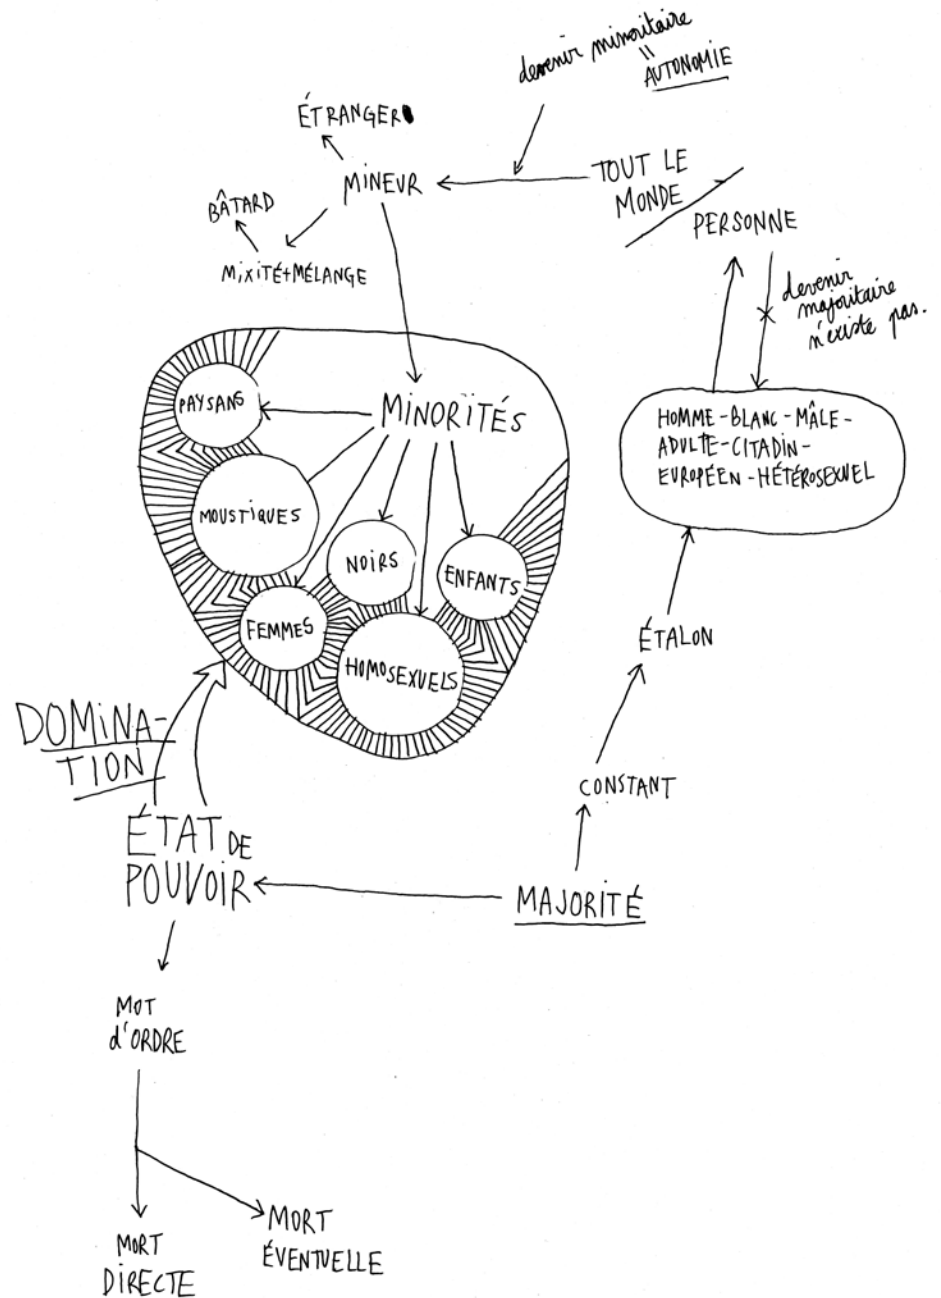 devenir minoritaire
=
AUTONOMIE
ÉTRANGER
MINEUR
TOUT LE
MONDE
PERSONNE
BÂTARD
MIXITÉ+MÉLANGE
devenir
majoritaire
n'existe pas.
PAYSANS
MINORITÉS
HOMME-BLANC-MÂLE-
ADULTE-CITADIN-
EUROPÉEN-HÉTÉROSEXUEL
MOUSTIQUES
NOIRS
ENFANTS
FEMMES
HOMOSEXUELS
ÉTALON
DOMINA-
TION
CONSTANT
ÉTAT DE
POUVOIR
MAJORITÉ
MOT
d'ORDRE
MORT
DIRECTE
MORT
ÉVENTUELLE